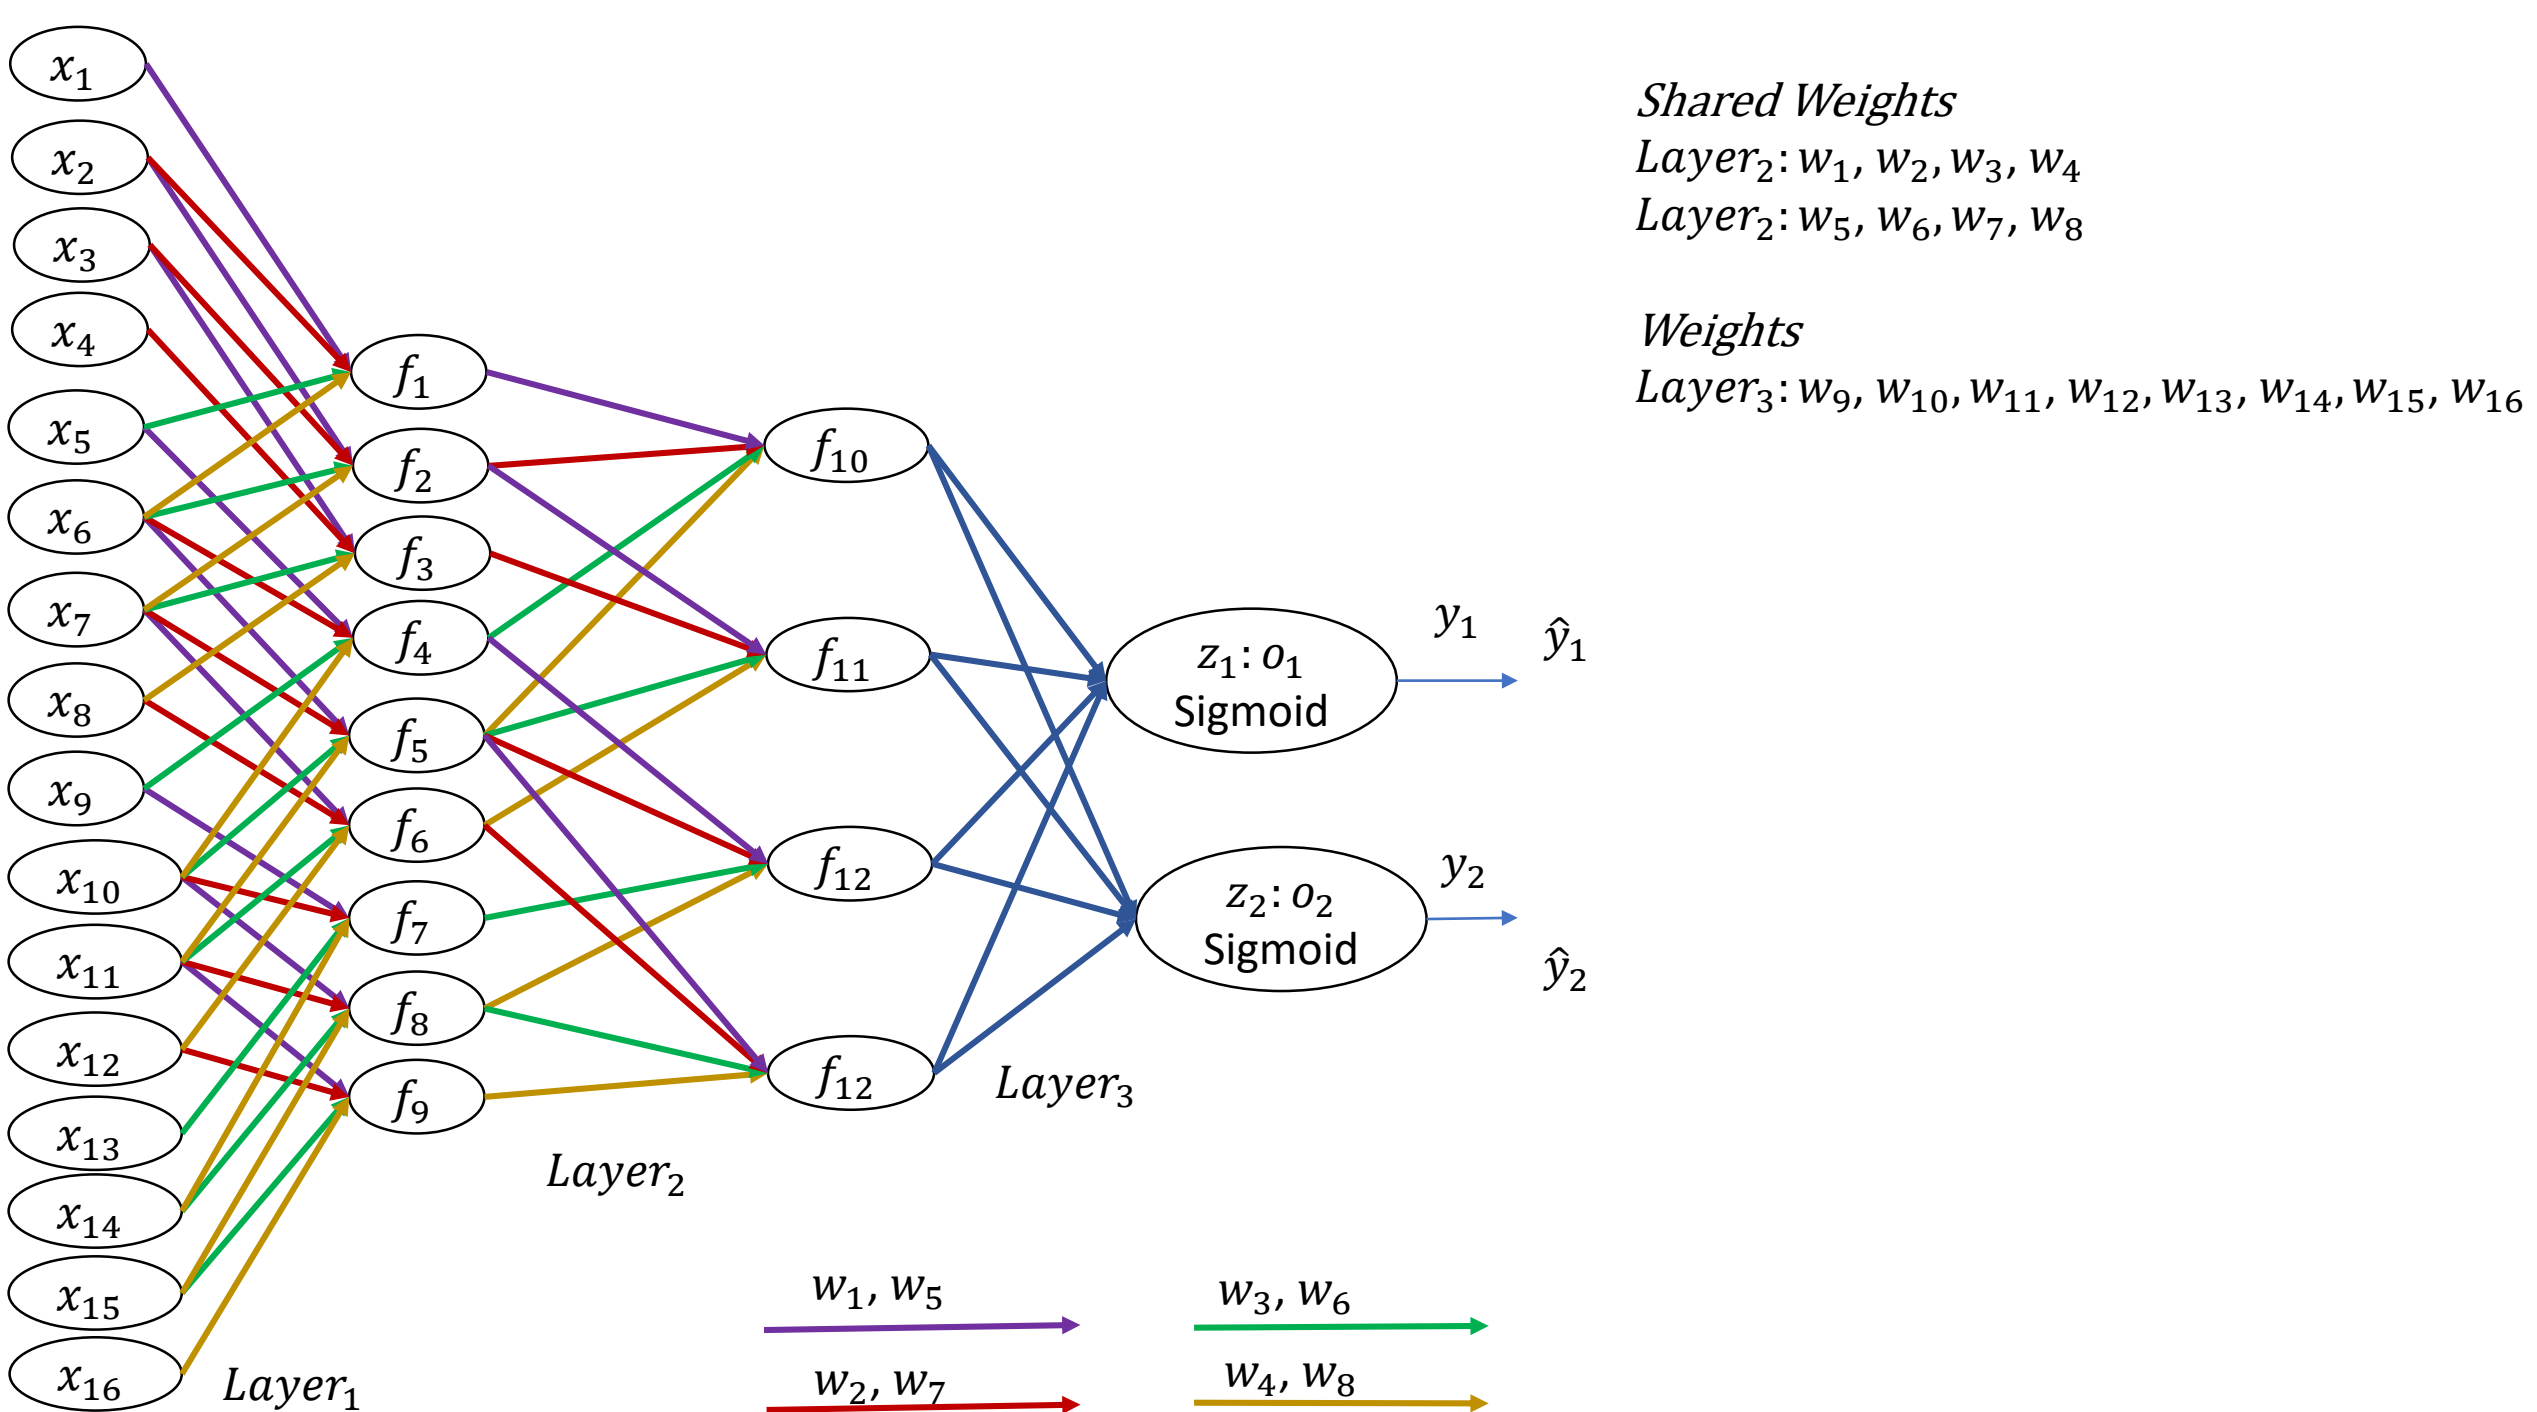 x₁
x₂
x₃
x₄
x₅
x₆
x₇
x₈
x₉
x₁₀
x₁₁
x₁₂
x₁₃
x₁₄
x₁₅
x₁₆
Layer₁
f₁
f₂
f₃
f₄
f₅
f₆
f₇
f₈
f₉
Layer₂
f₁₀
f₁₁
f₁₂
f₁₂
Layer₃
z₁: o₁
Sigmoid
z₂: o₂
Sigmoid
y₁
ŷ₁
y₂
ŷ₂
Shared Weights
Layer₂: w₁, w₂, w₃, w₄
Layer₂: w₅, w₆, w₇, w₈
Weights
Layer₃: w₉, w₁₀, w₁₁, w₁₂, w₁₃, w₁₄, w₁₅, w₁₆
w₁, w₅
w₃, w₆
w₂, w₇
w₄, w₈